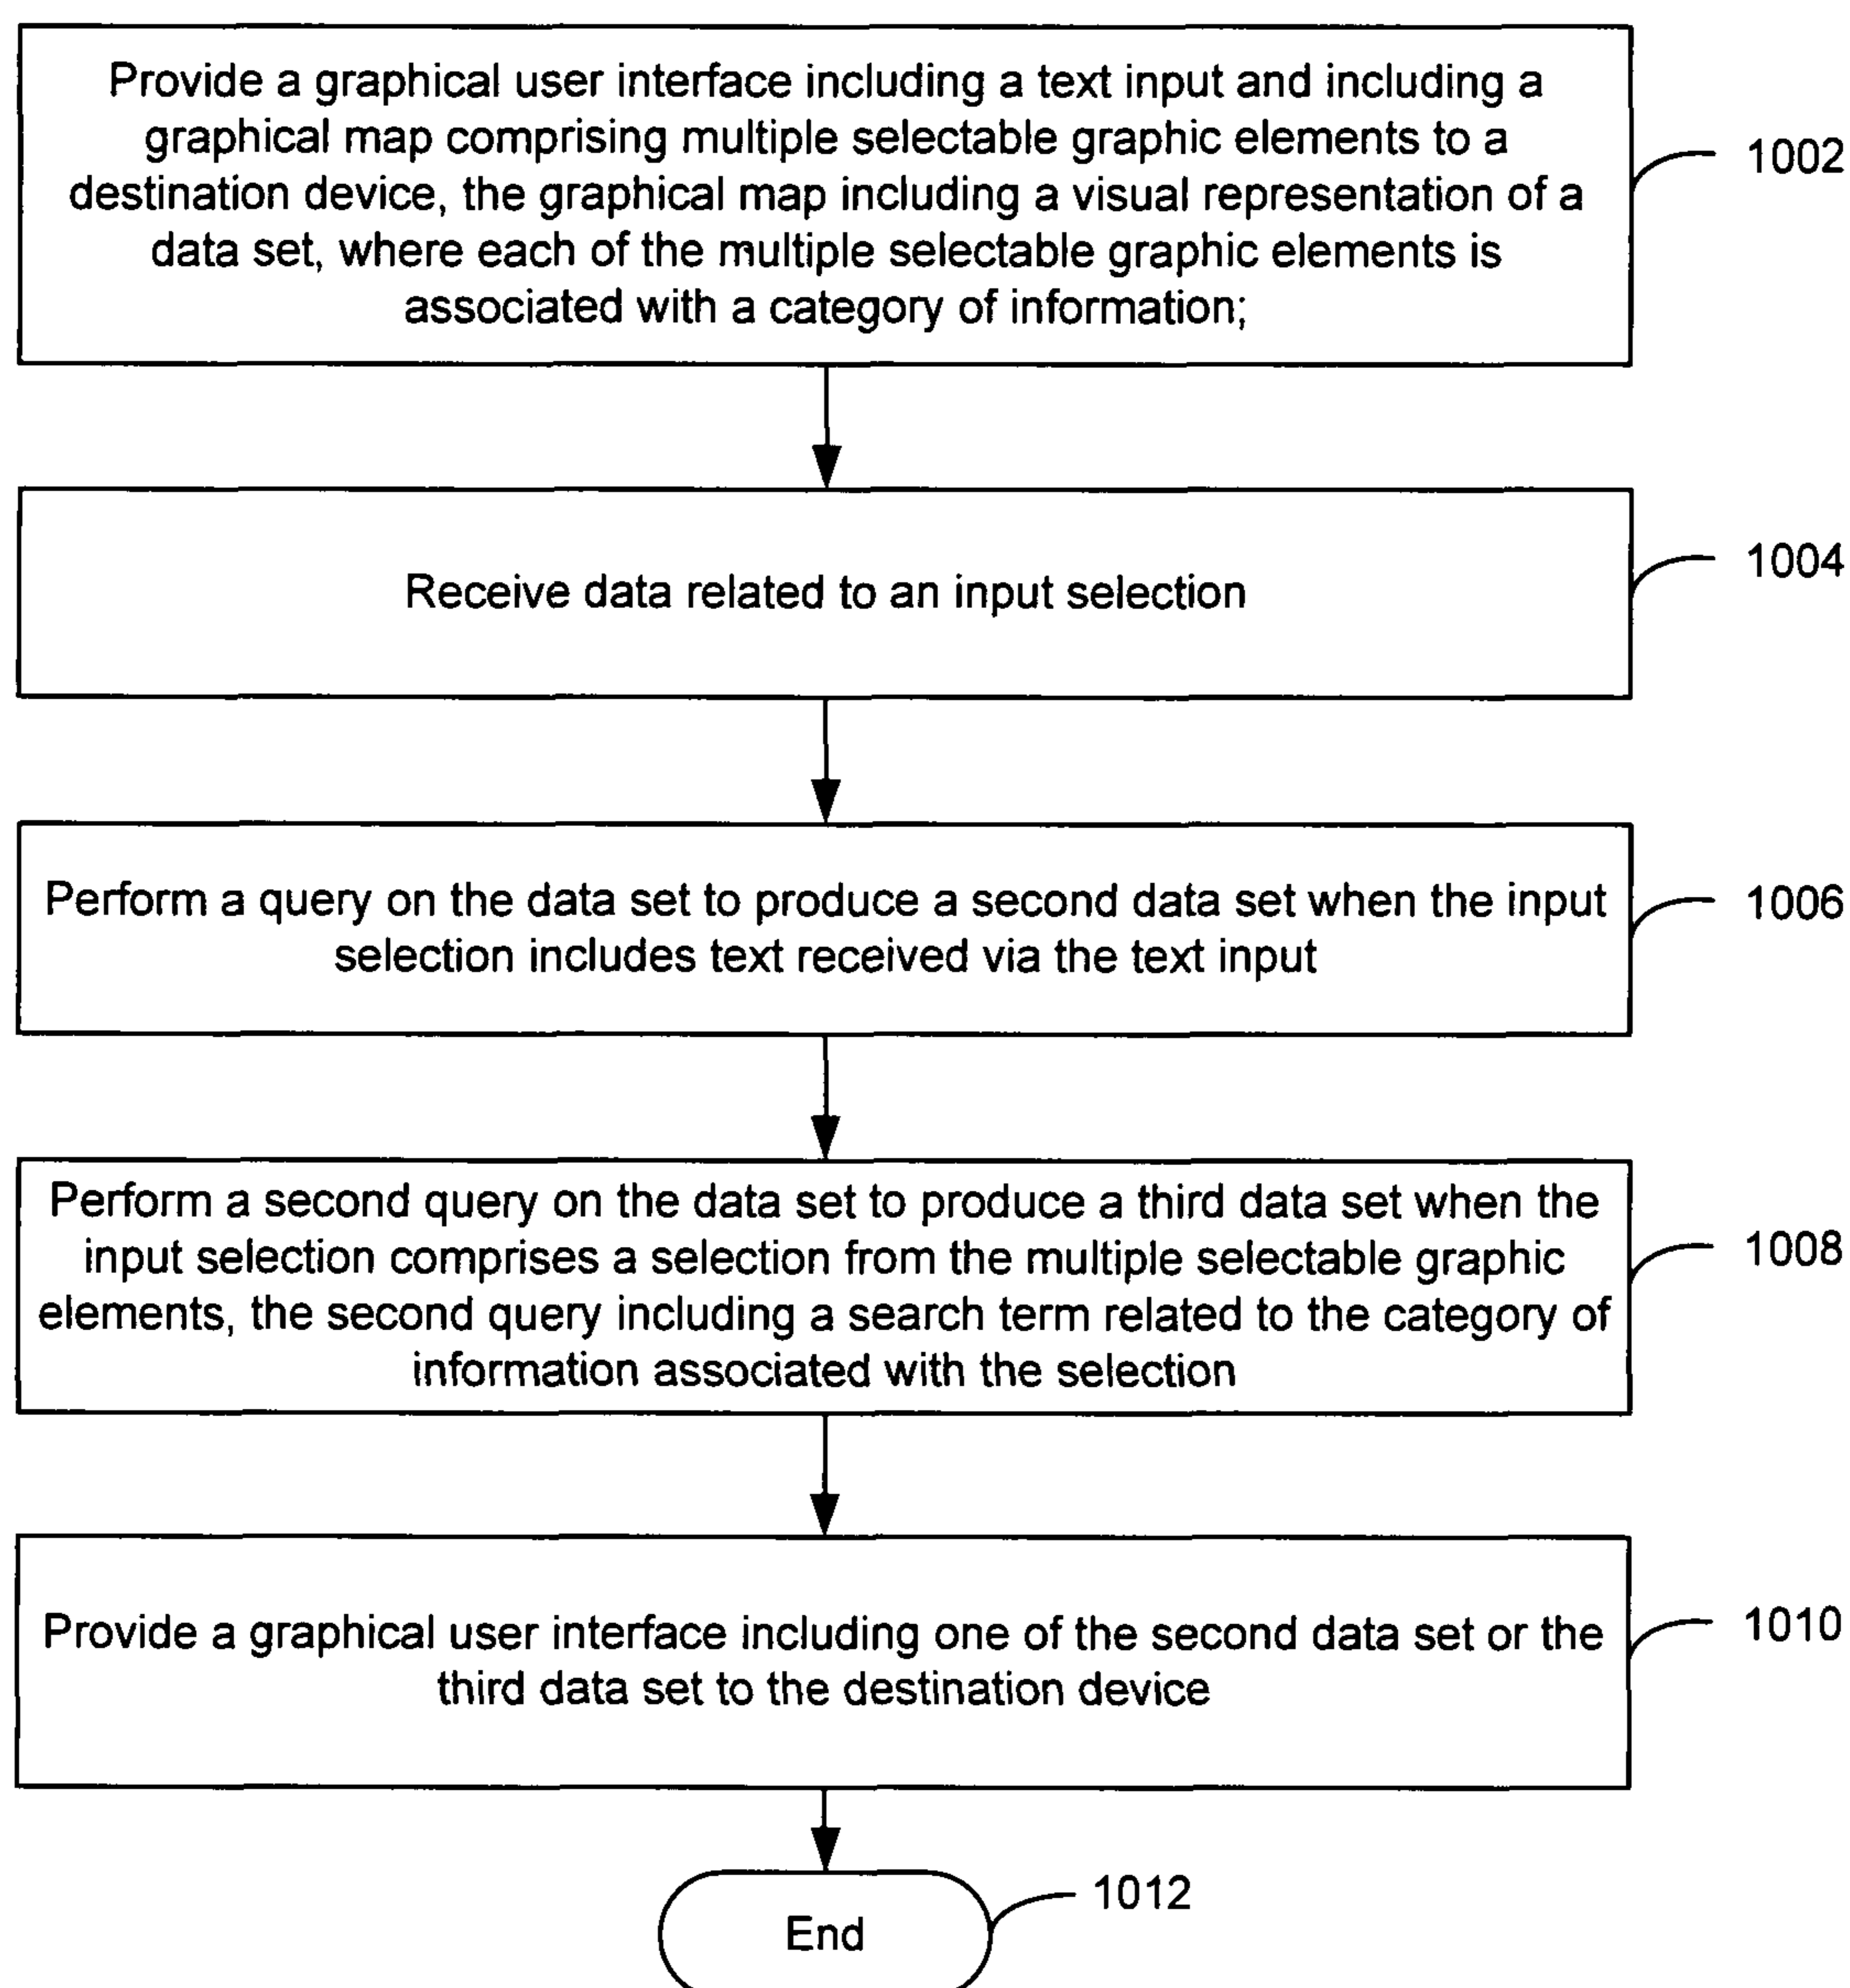 Provide a graphical user interface including a text input and including a
graphical map comprising multiple selectable graphic elements to a
destination device, the graphical map including a visual representation of a
data set, where each of the multiple selectable graphic elements is
associated with a category of information;
1002
Receive data related to an input selection
1004
Perform a query on the data set to produce a second data set when the input
selection includes text received via the text input
1006
Perform a second query on the data set to produce a third data set when the
input selection comprises a selection from the multiple selectable graphic
elements, the second query including a search term related to the category of
information associated with the selection
1008
Provide a graphical user interface including one of the second data set or the
third data set to the destination device
1010
End
1012